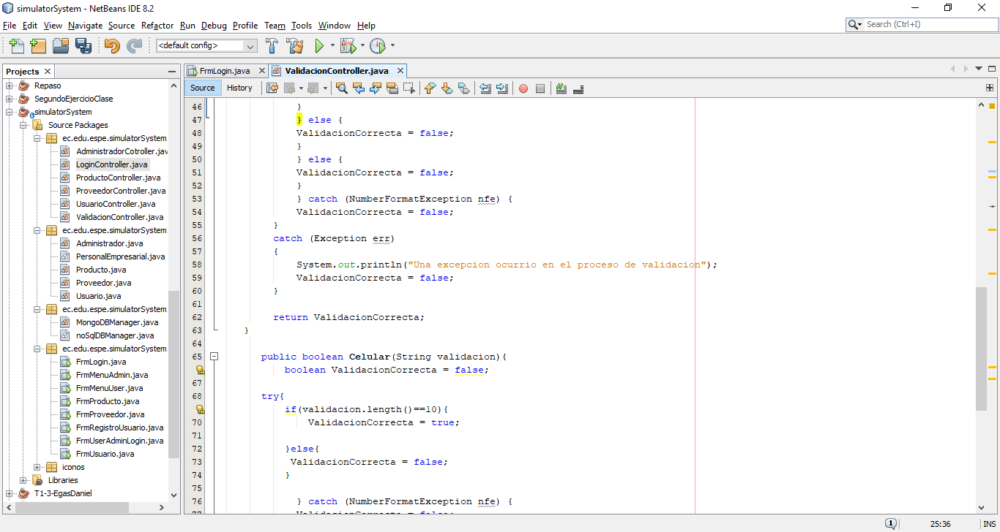 simulatorSystem - NetBeans IDE 8.2
File Edit View Navigate Source Refactor Run Debug Profile Team Tools Window Help
Search (Ctrl+I)
<default config>
Projects
Repaso
SegundoEjercicioClase
simulatorSystem
Source Packages
ec.edu.espe.simulatorSystem
AdministradorCotroller.jav
LoginController.java
ProductoController.java
ProveedorController.java
UsuarioController.java
ValidacionController.java
ec.edu.espe.simulatorSystem
Administrador.java
PersonalEmpresarial.java
Producto.java
Proveedor.java
Usuario.java
ec.edu.espe.simulatorSystem
MongoDBManager.java
noSqlDBManager.java
ec.edu.espe.simulatorSystem
FrmLogin.java
FrmMenuAdmin.java
FrmMenuUser.java
FrmProducto.java
FrmProveedor.java
FrmRegistroUsuario.java
FrmUserAdminLogin.java
FrmUsuario.java
iconos
Libraries
T1-3-EgasDaniel
FrmLogin.java ValidacionController.java
Source History
46 }
47 } else {
48 ValidacionCorrecta = false;
49 }
50 } else {
51 ValidacionCorrecta = false;
52 }
53 } catch (NumberFormatException nfe) {
54 ValidacionCorrecta = false;
55 }
56 catch (Exception err)
57 {
58 System.out.println("Una excepcion ocurrio en el proceso de validacion");
59 ValidacionCorrecta = false;
60 }
61
62 return ValidacionCorrecta;
63 }
64
65 public boolean Celular(String validacion){
boolean ValidacionCorrecta = false;
67
68 try{
if(validacion.length()==10){
70 ValidacionCorrecta = true;
71
72 }else{
73 ValidacionCorrecta = false;
74 }
75
76 } catch (NumberFormatException nfe) {
77 ValidacionCorrecta = false;
1
25:36 INS